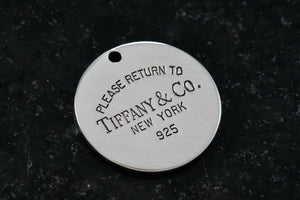 PLEASE RETURN TO
TIFFANY & CO.
NEW YORK
925